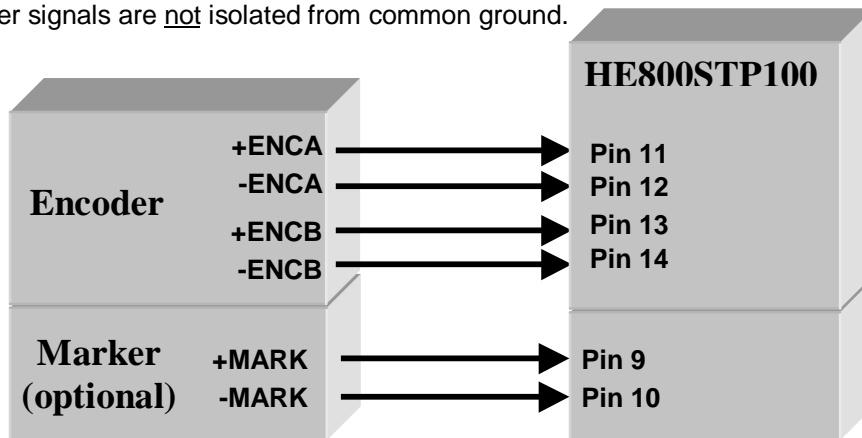 er signals are not isolated from common ground.
HE800STP100
+ENCA Pin 11
-ENCA Pin 12
Encoder
+ENCB Pin 13
-ENCB Pin 14
Marker +MARK Pin 9
(optional) -MARK Pin 10